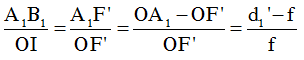 A₁B₁/OI = A₁F'/OF' = OA₁ - OF'/OF' = d₁' - f/f